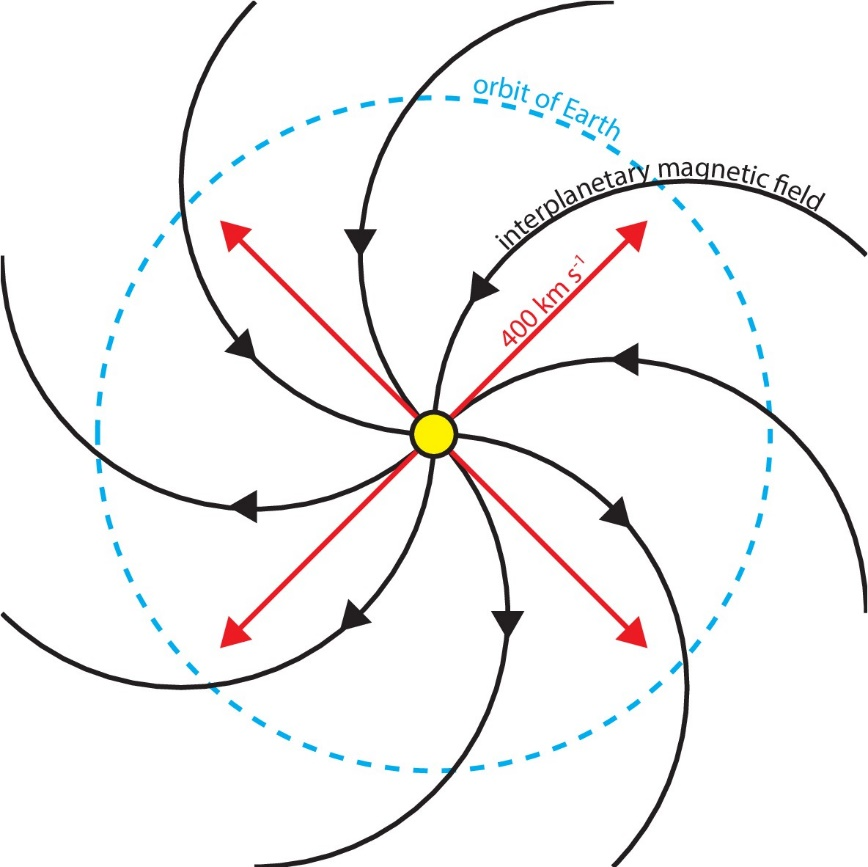 orbit of Earth
interplanetary magnetic field
400 km s⁻¹